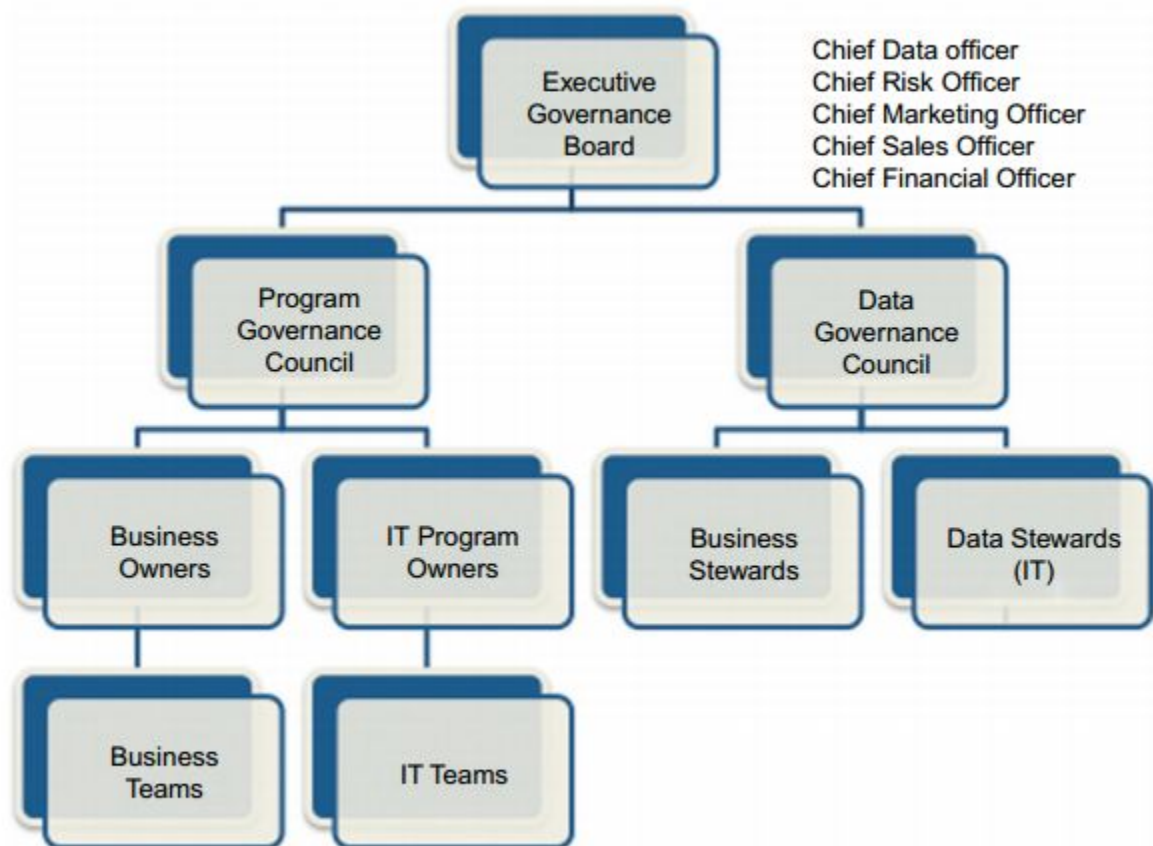 Executive
Governance
Board
Chief Data officer
Chief Risk Officer
Chief Marketing Officer
Chief Sales Officer
Chief Financial Officer
Program
Governance
Council
Data
Governance
Council
Business
Owners
IT Program
Owners
Business
Stewards
Data Stewards
(IT)
Business
Teams
IT Teams